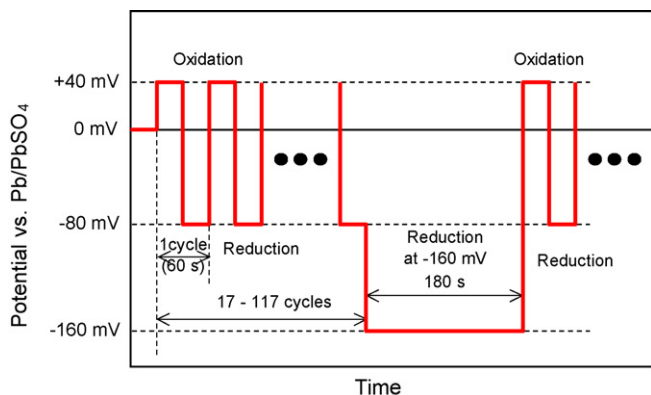 Oxidation
Oxidation
+40 mV
0 mV
-80 mV
1cycle
(60 s)
Reduction
Reduction
at -160 mV
180 s
Reduction
17 - 117 cycles
-160 mV
Potential vs. Pb/PbSO₄
Time